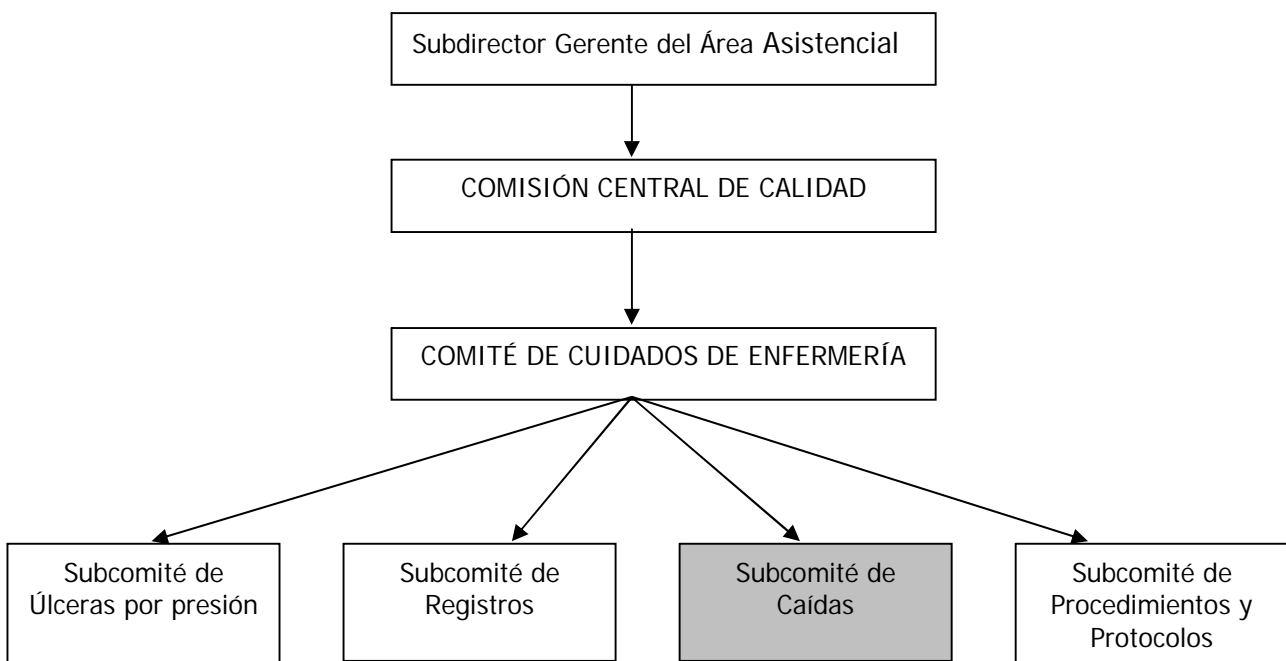 Subdirector Gerente del Área Asistencial
COMISIÓN CENTRAL DE CALIDAD
COMITÉ DE CUIDADOS DE ENFERMERÍA
Subcomité de
Úlceras por presión
Subcomité de
Registros
Subcomité de
Caídas
Subcomité de
Procedimientos y
Protocolos